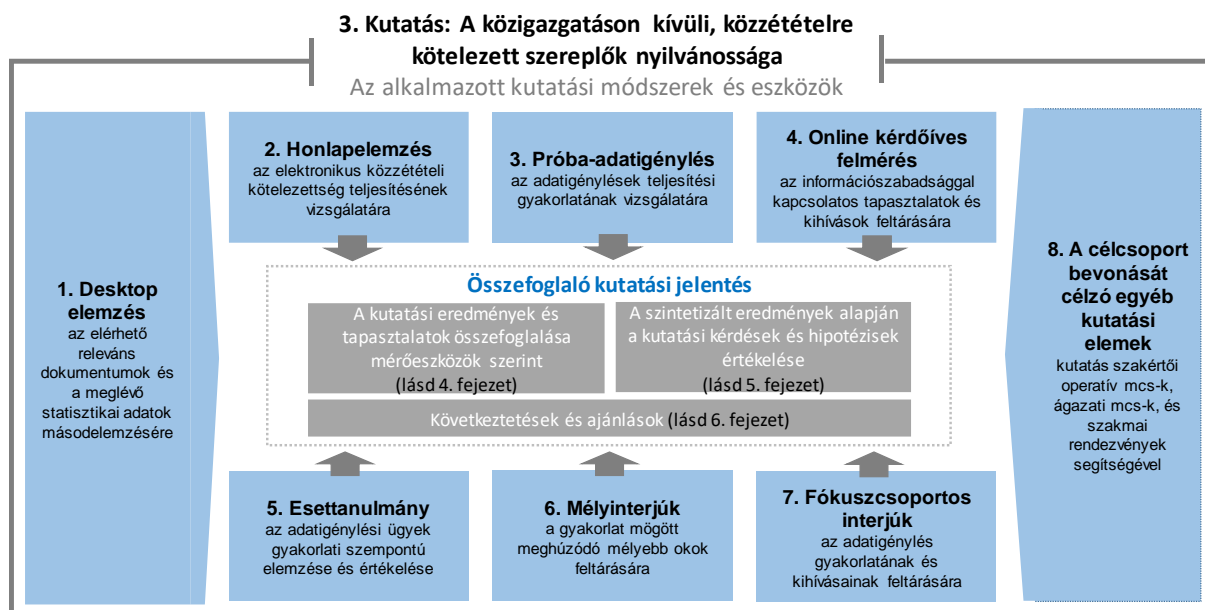 3. Kutatás: A közigazgatáson kívüli, közzétételre
kötelezett szereplők nyilvánossága
Az alkalmazott kutatási módszerek és eszközök
1. Desktop
elemzés
az elérhető
releváns
dokumentumok és
a meglévő
statisztikai adatok
másodelemzésére
2. Honlapelemzés
az elektronikus közzétételi
kötelezettség teljesítésének
vizsgálatára
3. Próba-adatigénylés
az adatigénylések teljesítési
gyakorlatának vizsgálatára
4. Online kérdőíves
felmérés
az információszabadsággal
kapcsolatos tapasztalatok és
kihívások feltárására
Összefoglaló kutatási jelentés
A kutatási eredmények és
tapasztalatok összefoglalása
mérőeszközök szerint
(lásd 4. fejezet)
A szintetizált eredmények alapján
a kutatási kérdések és hipotézisek
értékelése
(lásd 5. fejezet)
Következtetések és ajánlások (lásd 6. fejezet)
5. Esettanulmány
az adatigénylési ügyek
gyakorlati szempontú
elemzése és értékelése
6. Mélyinterjúk
a gyakorlat mögött
meghúzódó mélyebb okok
feltárására
7. Fókuszcsoportos
interjúk
az adatigénylés
gyakorlatának és
kihívásainak feltárására
8. A célcsoport
bevonását
célzó egyéb
kutatási
elemek
kutatás szakértői
operatív mcs-k,
ágazati mcs-k, és
szakmai
rendezvények
segítségével